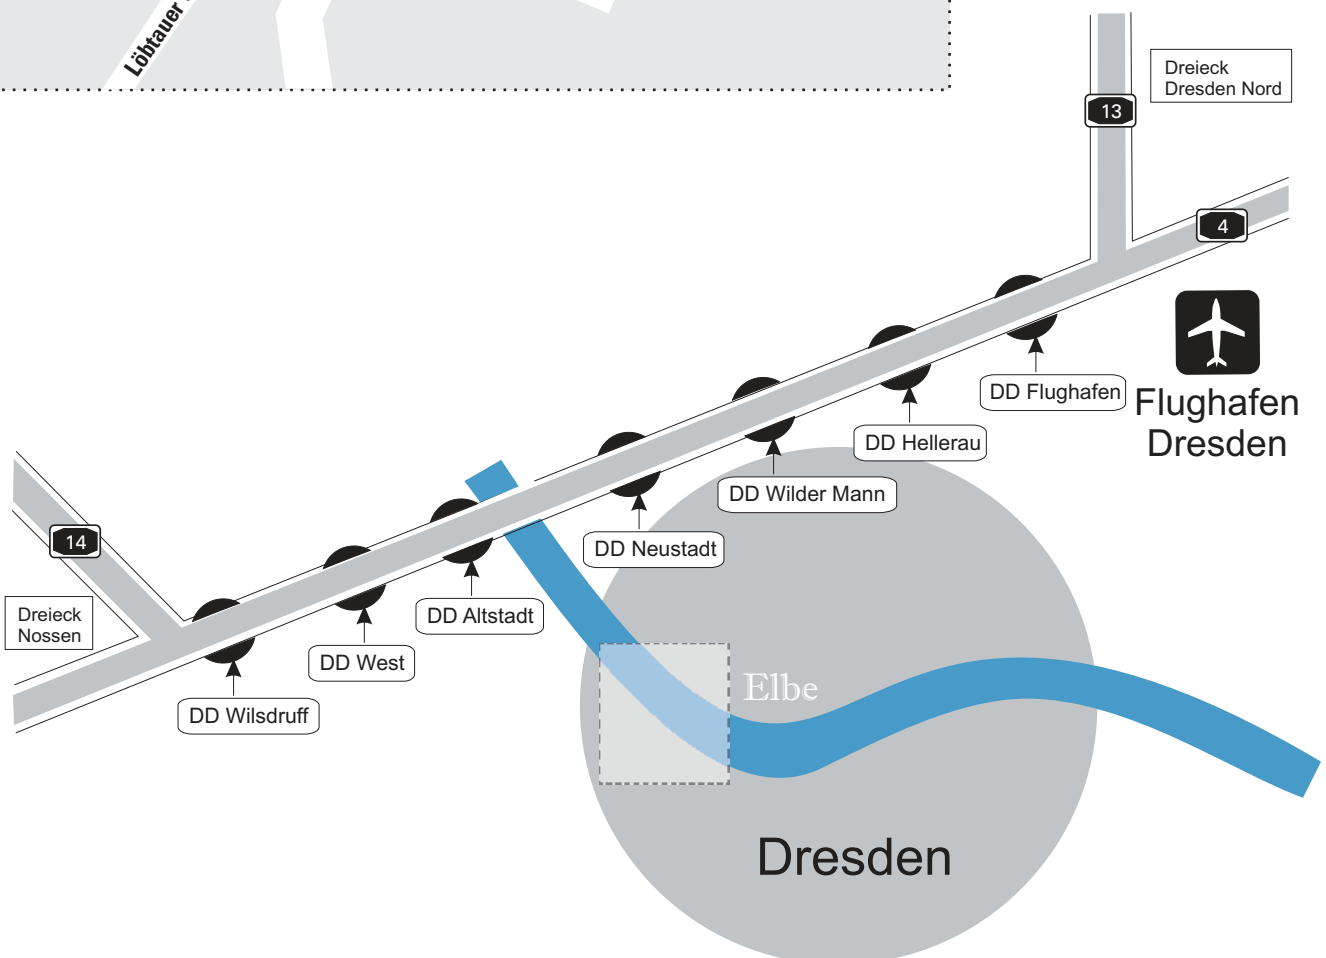 Löbtauer
Dreieck
Dresden Nord
13
4
Flughafen
Dresden
DD Flughafen
DD Hellerau
DD Wilder Mann
DD Neustadt
14
DD Altstadt
Dreieck
Nossen
DD West
DD Wilsdruff
Elbe
Dresden